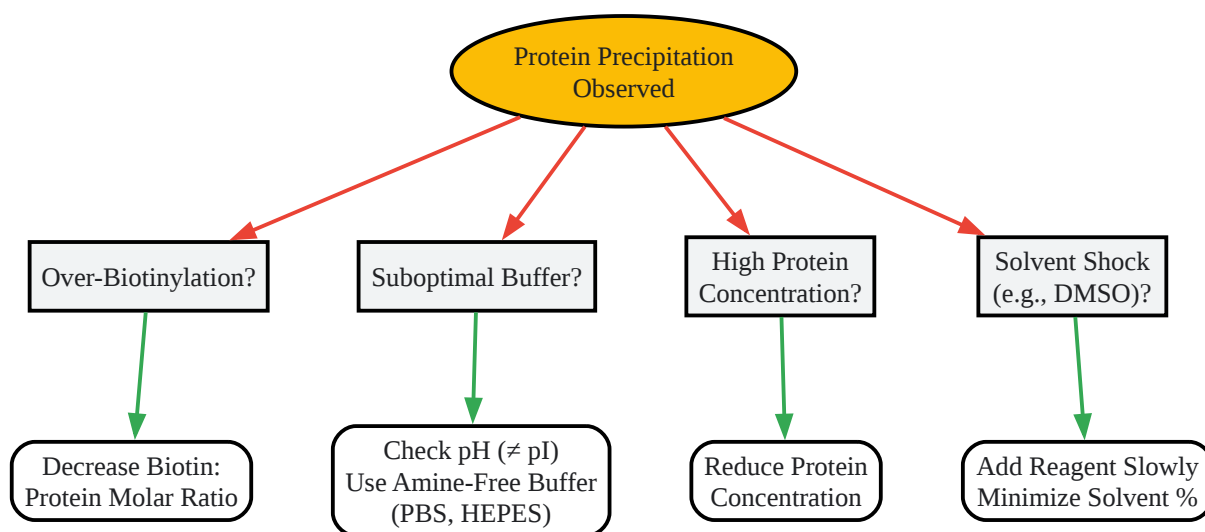 Protein Precipitation
Observed
Over-Biotinylation?
Suboptimal Buffer?
High Protein
Concentration?
Solvent Shock
(e.g., DMSO)?
Decrease Biotin:
Protein Molar Ratio
Check pH (≠ pI)
Use Amine-Free Buffer
(PBS, HEPES)
Reduce Protein
Concentration
Add Reagent Slowly
Minimize Solvent %